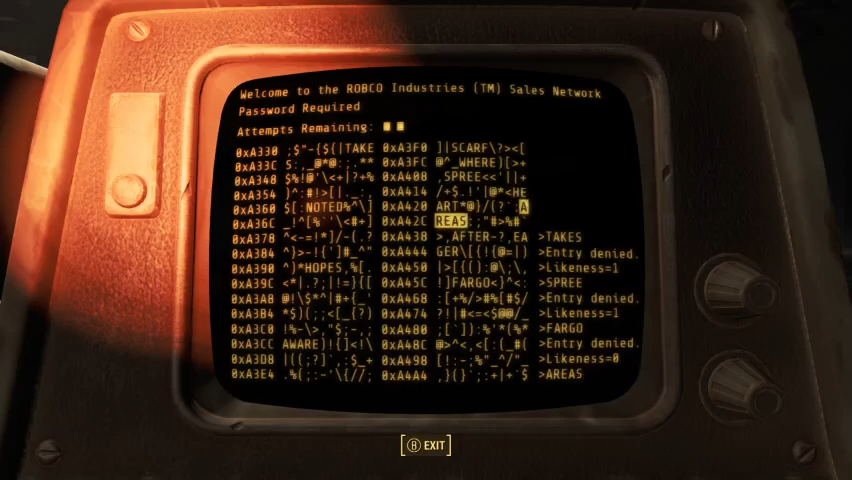 Welcome to the ROBCO Industries (TM) Sales Network
Password Required
Attempts Remaining:
0xA330 ;$"-{$(|TAKE 0xA3F0 ]|SCARF\?><[
0xA33C S:,_@*@:;.** 0xA3FC @^_WHERE)[>+
0xA348 $%!@'\<+|?+% 0xA408 ,SPREE<<'||+
0xA354 )^:#!>[|._:, 0xA414 /+$.!'|@*<HE
0xA360 $[:NOTED%^\] 0xA420 ART*@}/(?`:A
0xA36C _!^[%``\<#+] 0xA42C REAS:;"#>%#`
0xA378 ^<-=!*]/-(.? 0xA438 >,AFTER-?,EA >TAKES
0xA384 ^)>-!{']#_^" 0xA444 GER\[(!{@=|) >Entry denied.
0xA390 ^)*HOPES,%[. 0xA450 |>[(():@\;\, >Likeness=1
0xA39C <*|.?;|!=}{[ 0xA45C !]FARGO<}^=< >SPREE
0xA3A8 @!\$*^|#+{_' 0xA468 :[+%/>#%[#$/ >Entry denied.
0xA3B4 *$)(;;<[_{?) 0xA474 ?!|#<=<$@@/_ >Likeness=1
0xA3C0 !%-\>,"$;-,; 0xA480 ;[`]):%'*(%* >FARGO
0xA3CC AWARE)!{]<!\ 0xA48C @>^<,<[:(_#( >Entry denied.
0xA3D8 |((;?]`,:$_+ 0xA498 [!:-;%"_^/"_ >Likeness=0
0xA3E4 .%(;:-'\{//; 0xA4A4 ,}(}`;:+|+`$ >AREAS
[Ⓑ EXIT]